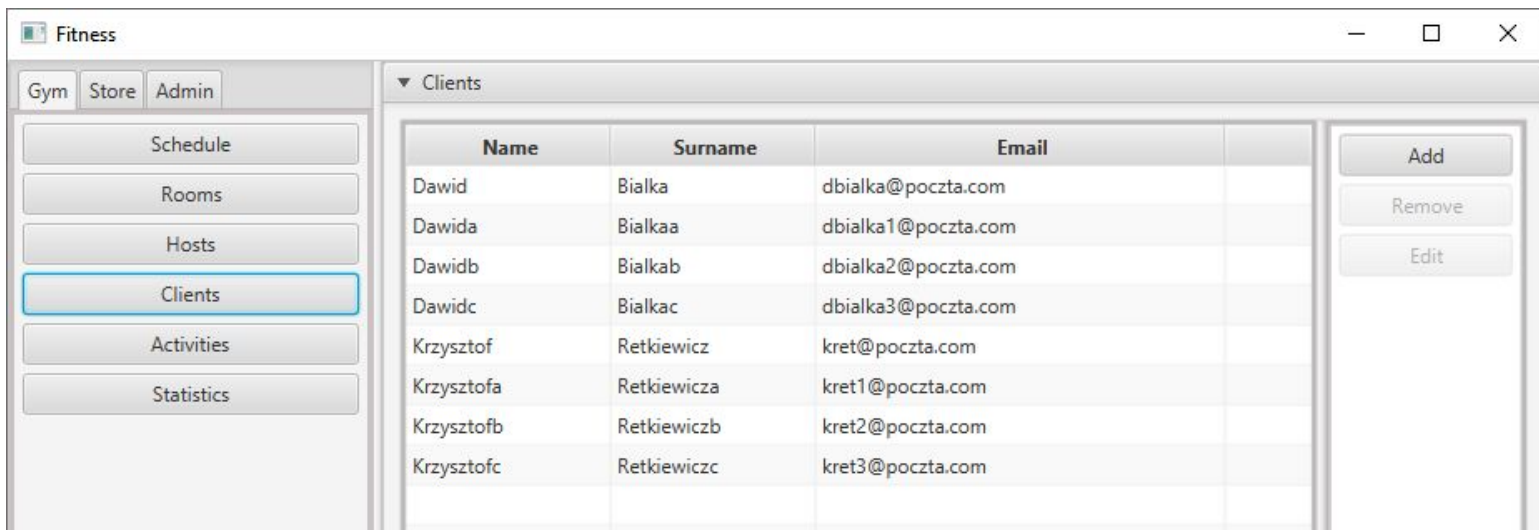 Fitness
Gym Store Admin
Schedule
Rooms
Hosts
Clients
Activities
Statistics
Clients
Name Surname Email
Dawid Bialka dbialka@poczta.com
Dawida Bialkaa dbialka1@poczta.com
Dawidb Bialkab dbialka2@poczta.com
Dawidc Bialkac dbialka3@poczta.com
Krzysztof Retkiewicz kret@poczta.com
Krzysztofa Retkiewicza kret1@poczta.com
Krzysztofb Retkiewiczb kret2@poczta.com
Krzysztofc Retkiewiczc kret3@poczta.com
Add
Remove
Edit